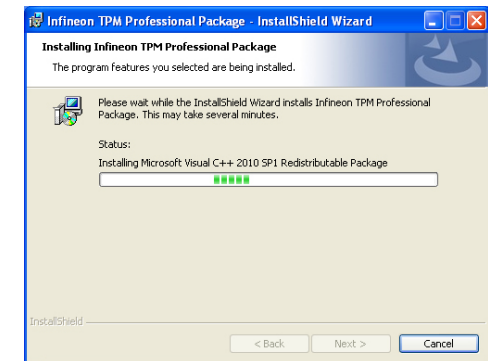 Infineon TPM Professional Package - InstallShield Wizard
Installing Infineon TPM Professional Package
The program features you selected are being installed.
Please wait while the InstallShield Wizard installs Infineon TPM Professional
Package. This may take several minutes.
Status:
Installing Microsoft Visual C++ 2010 SP1 Redistributable Package
InstallShield
< Back
Next >
Cancel